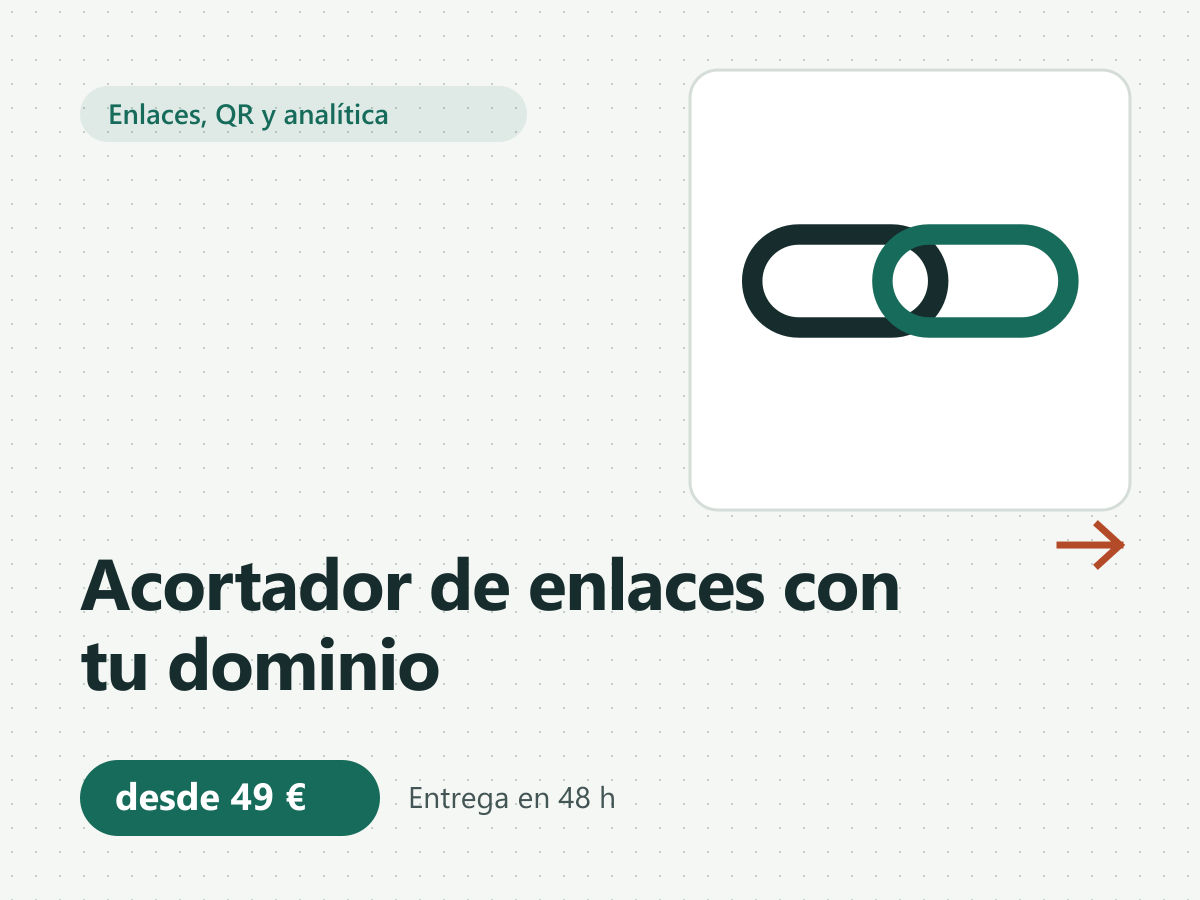 Enlaces, QR y analítica
Acortador de enlaces con
tu dominio
desde 49 €
Entrega en 48 h